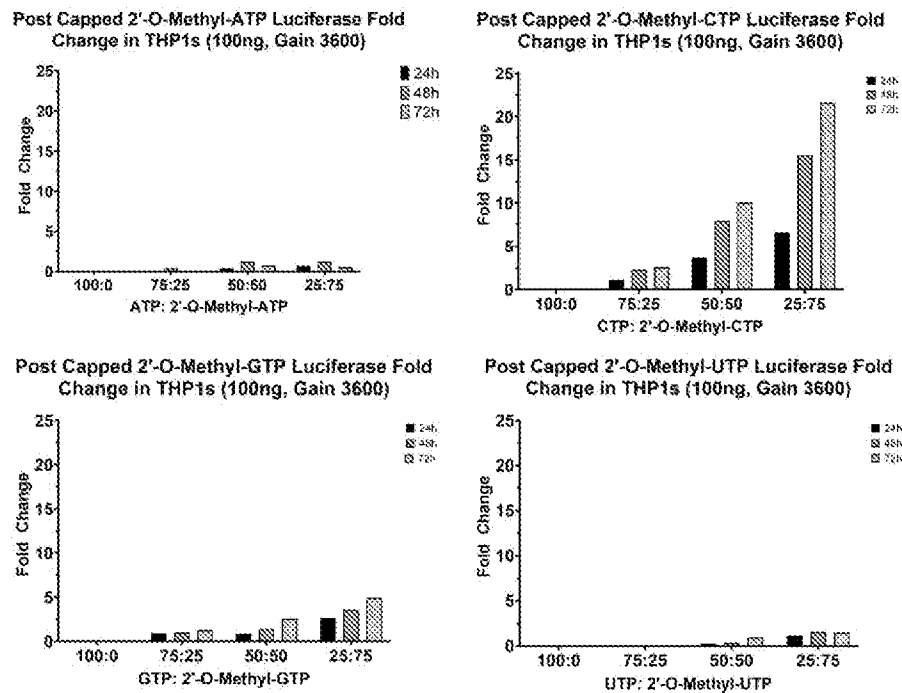 Post Capped 2'-O-Methyl-ATP Luciferase Fold
Change in THP1s (100ng, Gain 3600)
24h
48h
72h
25
20
15
10
5
0
Fold Change
100:0 75:25 50:50 25:75
ATP: 2'-O-Methyl-ATP
Post Capped 2'-O-Methyl-CTP Luciferase Fold
Change in THP1s (100ng, Gain 3600)
24h
48h
72h
25
20
15
10
5
0
Fold Change
100:0 75:25 50:50 25:75
CTP: 2'-O-Methyl-CTP
Post Capped 2'-O-Methyl-GTP Luciferase Fold
Change in THP1s (100ng, Gain 3600)
24h
48h
72h
25
20
15
10
5
0
Fold Change
100:0 75:25 50:50 25:75
GTP: 2'-O-Methyl-GTP
Post Capped 2'-O-Methyl-UTP Luciferase Fold
Change in THP1s (100ng, Gain 3600)
24h
48h
72h
25
20
15
10
5
0
Fold Change
100:0 75:25 50:50 25:75
UTP: 2'-O-Methyl-UTP